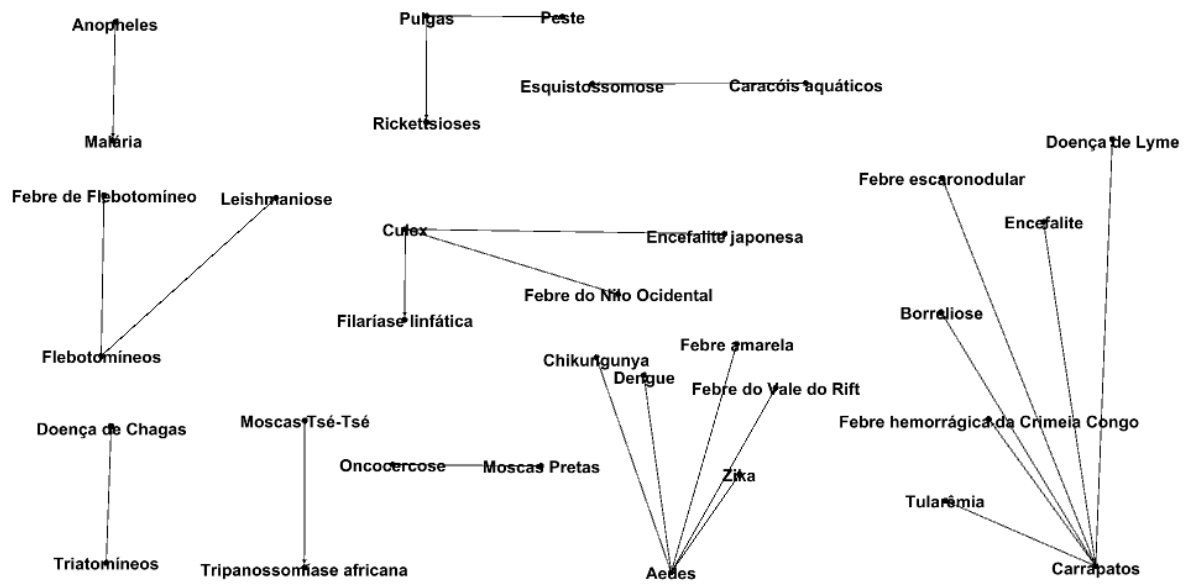 Anopheles
Pulgas
Peste
Esquistossomose
Caracóis aquáticos
Rickettsioses
Malária
Doença de Lyme
Febre escaronodular
Febre de Flebotomíneo
Leishmaniose
Encefalite
Culex
Encefalite japonesa
Febre do Nilo Ocidental
Borreliose
Filaríase linfática
Febre amarela
Flebotomíneos
Chikungunya
Dengue
Febre do Vale do Rift
Febre hemorrágica da Crimeia Congo
Doença de Chagas
Moscas Tsé-Tsé
Oncocercose
Moscas Pretas
Zika
Tularêmia
Triatomíneos
Tripanossomíase africana
Aedes
Carrapatos